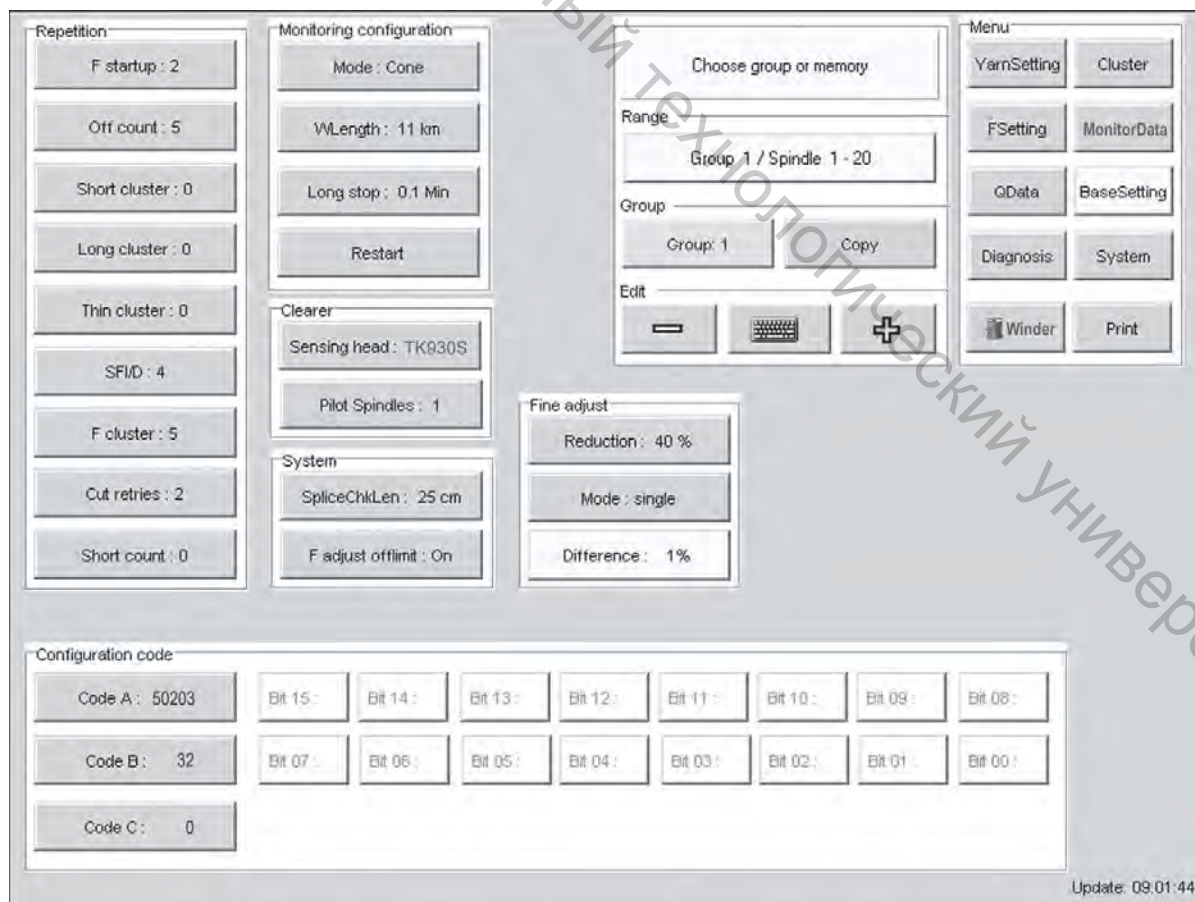 Repetition
F startup : 2
Off count : 5
Short cluster : 0
Long cluster : 0
Thin cluster : 0
SFI/D : 4
F cluster : 5
Cut retries : 2
Short count : 0
Monitoring configuration
Mode : Cone
WLength : 11 km
Long stop : 0.1 Min
Restart
Clearer
Sensing head : TK930S
Pilot Spindles : 1
System
SpliceChkLen : 25 cm
F adjust offlimit : On
Fine adjust
Reduction : 40 %
Mode : single
Difference : 1%
Choose group or memory
Range
Group 1 / Spindle 1 - 20
Group
Group: 1
Copy
Edit
Menu
YarnSetting
Cluster
FSetting
MonitorData
QData
BaseSetting
Diagnosis
System
Winder
Print
Configuration code
Code A : 50203
Bit 15 :
Bit 14 :
Bit 13 :
Bit 12 :
Bit 11 :
Bit 10 :
Bit 09 :
Bit 08 :
Code B : 32
Bit 07 :
Bit 06 :
Bit 05 :
Bit 04 :
Bit 03 :
Bit 02 :
Bit 01 :
Bit 00 :
Code C : 0
Update: 09:01:44
технологический